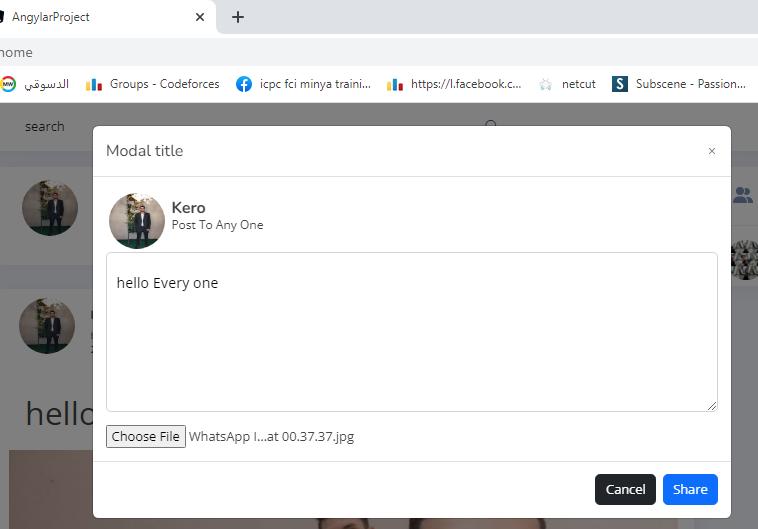 AngylarProject
home
MW الدسوقي Groups - Codeforces icpc fci minya traini... https://l.facebook.c... netcut S Subscene - Passion...
search
Modal title
Kero
Post To Any One
hello Every one
hello
Choose File WhatsApp I...at 00.37.37.jpg
Cancel Share